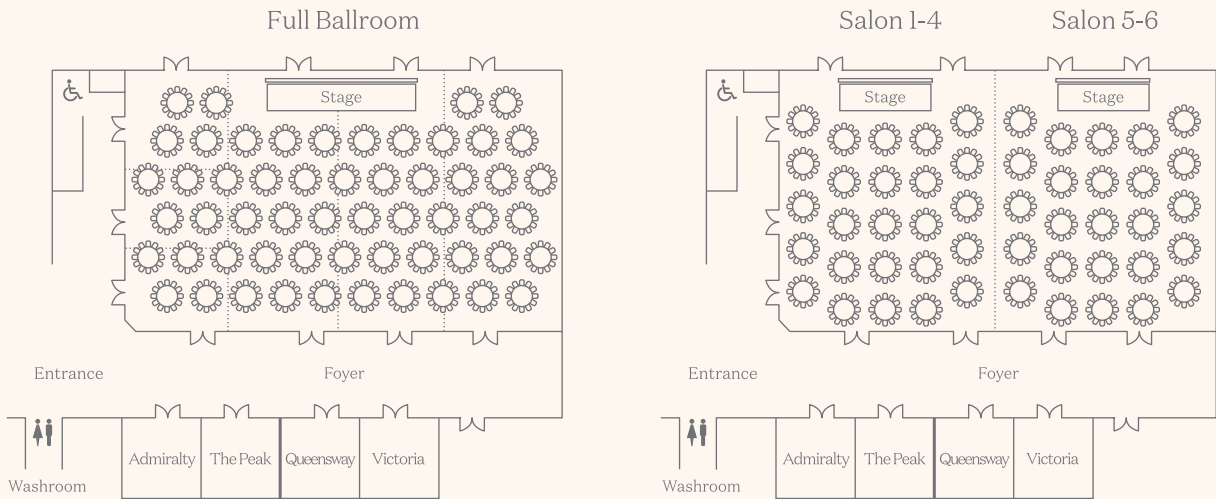 Full Ballroom
Stage
Entrance
Foyer
Admiralty
The Peak
Queensway
Victoria
Washroom
Salon 1-4
Salon 5-6
Stage
Stage
Entrance
Foyer
Admiralty
The Peak
Queensway
Victoria
Washroom